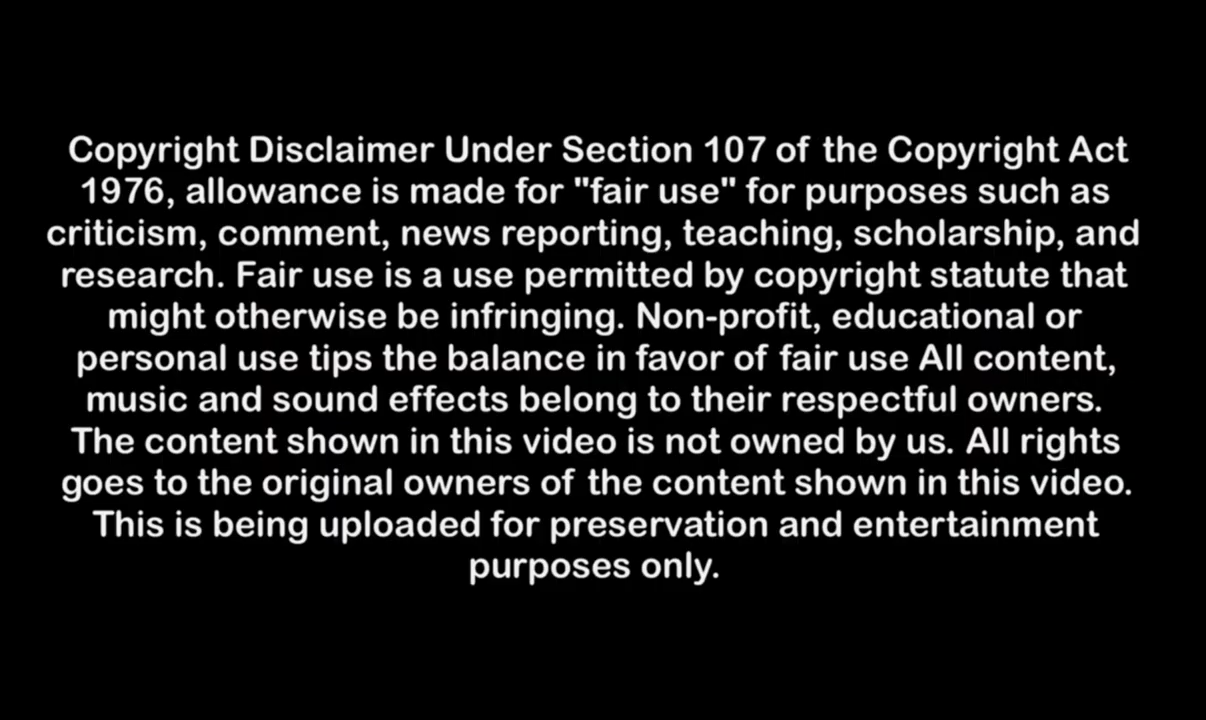 Copyright Disclaimer Under Section 107 of the Copyright Act
1976, allowance is made for "fair use" for purposes such as
criticism, comment, news reporting, teaching, scholarship, and
research. Fair use is a use permitted by copyright statute that
might otherwise be infringing. Non-profit, educational or
personal use tips the balance in favor of fair use All content,
music and sound effects belong to their respectful owners.
The content shown in this video is not owned by us. All rights
goes to the original owners of the content shown in this video.
This is being uploaded for preservation and entertainment
purposes only.